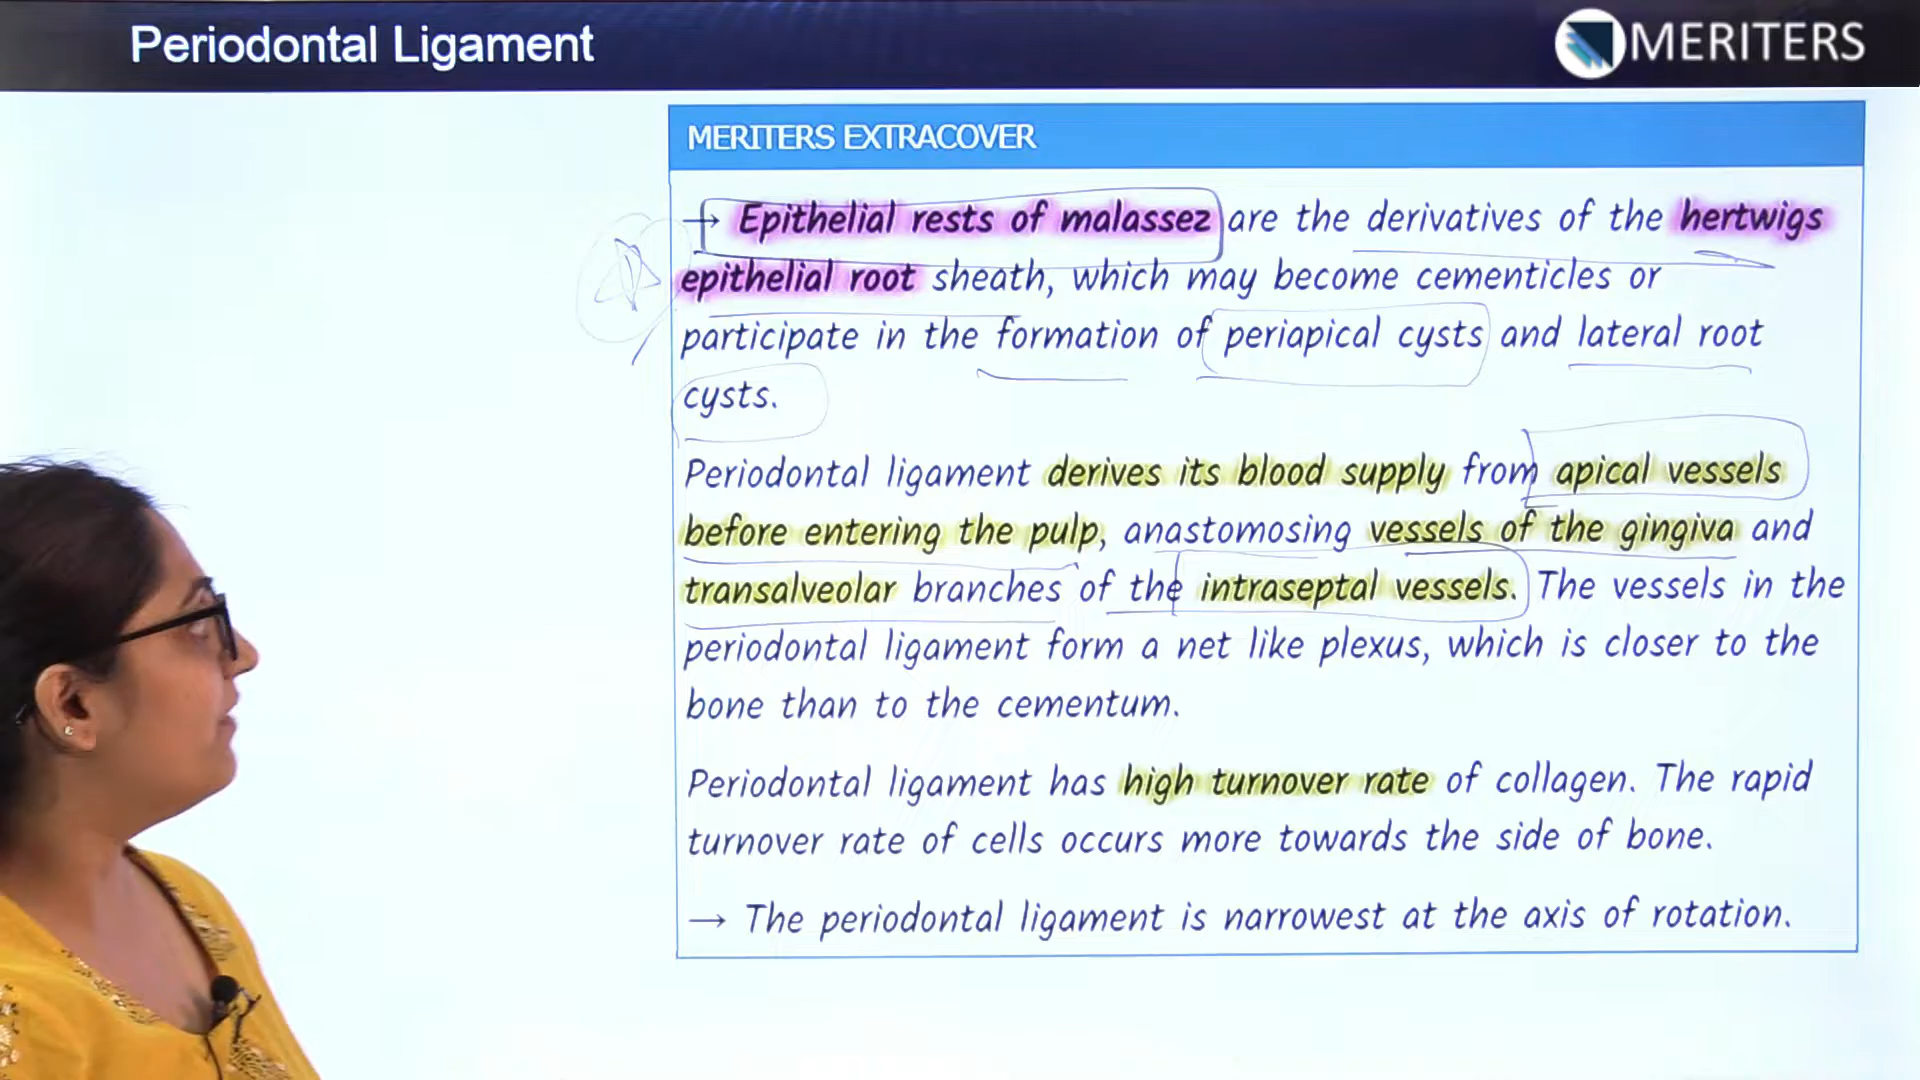 Periodontal Ligament
MERITERS
MERITERS EXTRACOVER
→ Epithelial rests of malassez are the derivatives of the hertwigs
epithelial root sheath, which may become cementicles or
participate in the formation of periapical cysts and lateral root
cysts.
Periodontal ligament derives its blood supply from apical vessels
before entering the pulp, anastomosing vessels of the gingiva and
transalveolar branches of the intraseptal vessels. The vessels in the
periodontal ligament form a net like plexus, which is closer to the
bone than to the cementum.
Periodontal ligament has high turnover rate of collagen. The rapid
turnover rate of cells occurs more towards the side of bone.
→ The periodontal ligament is narrowest at the axis of rotation.